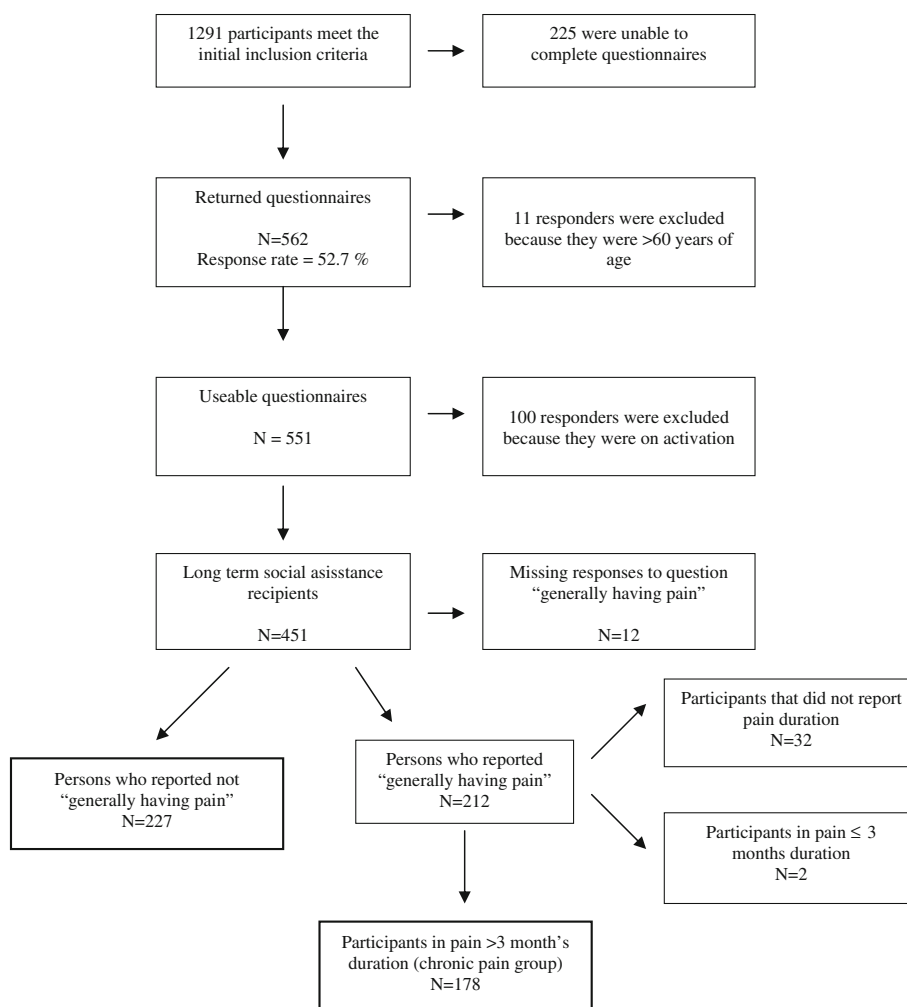 1291 participants meet the
initial inclusion criteria
225 were unable to
complete questionnaires
Returned questionnaires
N=562
Response rate = 52.7 %
11 responders were excluded
because they were >60 years of
age
Useable questionnaires
N = 551
100 responders were excluded
because they were on activation
Long term social asisstance
recipients
N=451
Missing responses to question
“generally having pain”
N=12
Participants that did not report
pain duration
N=32
Persons who reported not
“generally having pain”
N=227
Persons who reported
“generally having pain”
N=212
Participants in pain ≤ 3
months duration
N=2
Participants in pain >3 month’s
duration (chronic pain group)
N=178